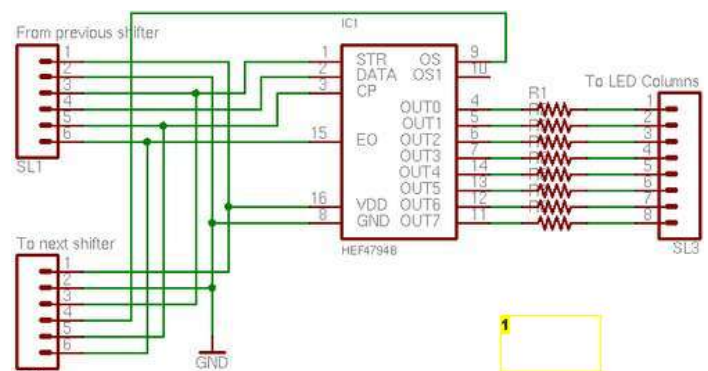 From previous shifter
1
2
3
4
5
6
SL1
To next shifter
1
2
3
4
5
6
GND
IC1
1 STR OS 9
2 DATA OS1 10
3 CP
OUT0 4
OUT1 5
15 EO OUT2 6
OUT3 7
OUT4 14
OUT5 13
16 VDD OUT6 12
8 GND OUT7 11
HEF4794B
R1
To LED Columns
1
2
3
4
5
6
7
8
SL3
1